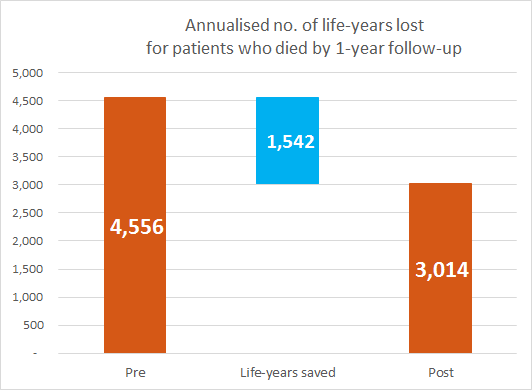 Annualised no. of life-years lost
for patients who died by 1-year follow-up
5,000
4,500
4,000
3,500
3,000
2,500
2,000
1,500
1,000
500
-
4,556
1,542
3,014
Pre
Life-years saved
Post